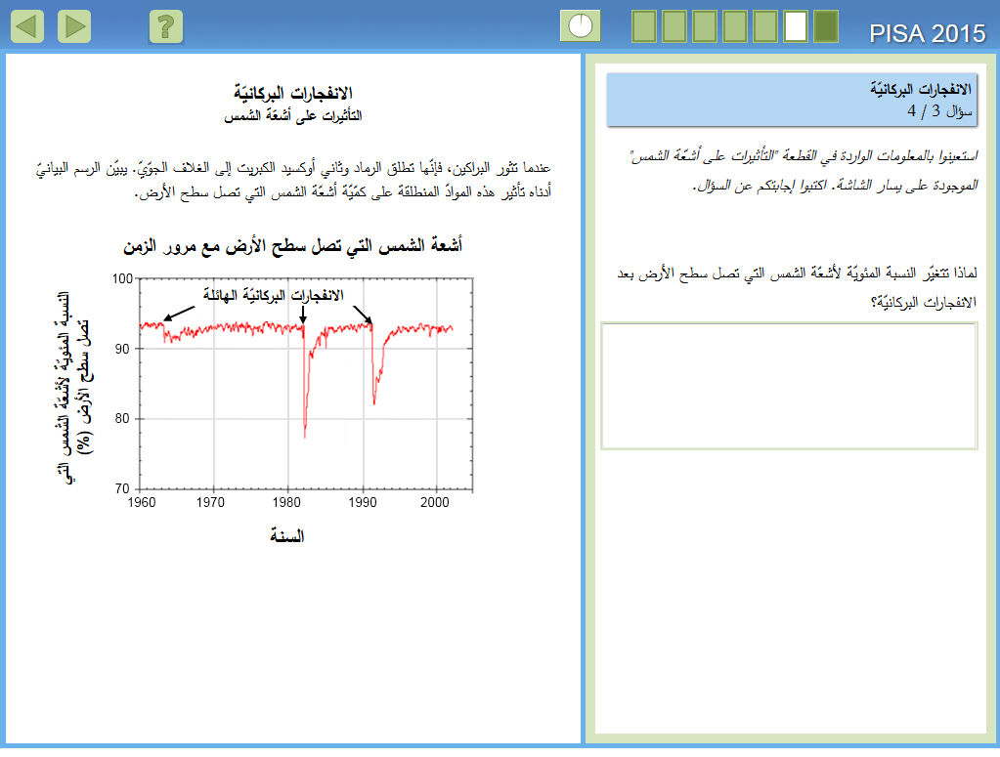 ?
PISA 2015
الانفجارات البركانيّة
التأثيرات على أشعّة الشمس
عندما تثور البراكين، فإنّها تطلق الرماد وثاني أوكسيد الكبريت إلى الغلاف الجوّيّ. يبيّن الرسم البيانيّ
أدناه تأثير هذه الموادّ المنطلقة على كمّيّة أشعّة الشمس التي تصل سطح الأرض.
أشعة الشمس التي تصل سطح الأرض مع مرور الزمن
الانفجارات البركانيّة الهائلة
النسبة المئويّة لأشعّة الشمس التي
تصل سطح الأرض (%)
100
90
80
70
1960 1970 1980 1990 2000
السنة
الانفجارات البركانيّة
سؤال 3 / 4
استعينوا بالمعلومات الواردة في القطعة "التأثيرات على أشعّة الشمس"
الموجودة على يسار الشاشة. اكتبوا إجابتكم عن السؤال.
لماذا تتغيّر النسبة المئويّة لأشعّة الشمس التي تصل سطح الأرض بعد
الانفجارات البركانيّة؟